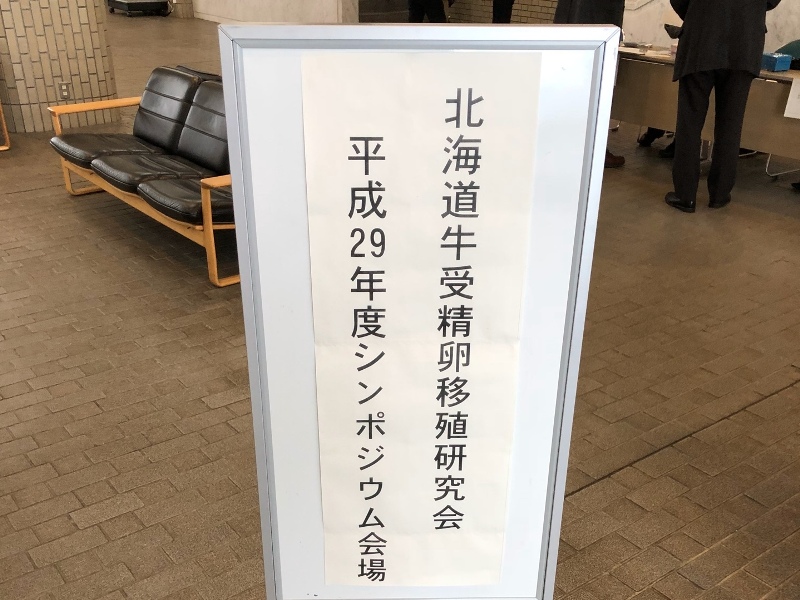 北海道牛受精卵移殖研究会
平成29年度シンポジウム会場